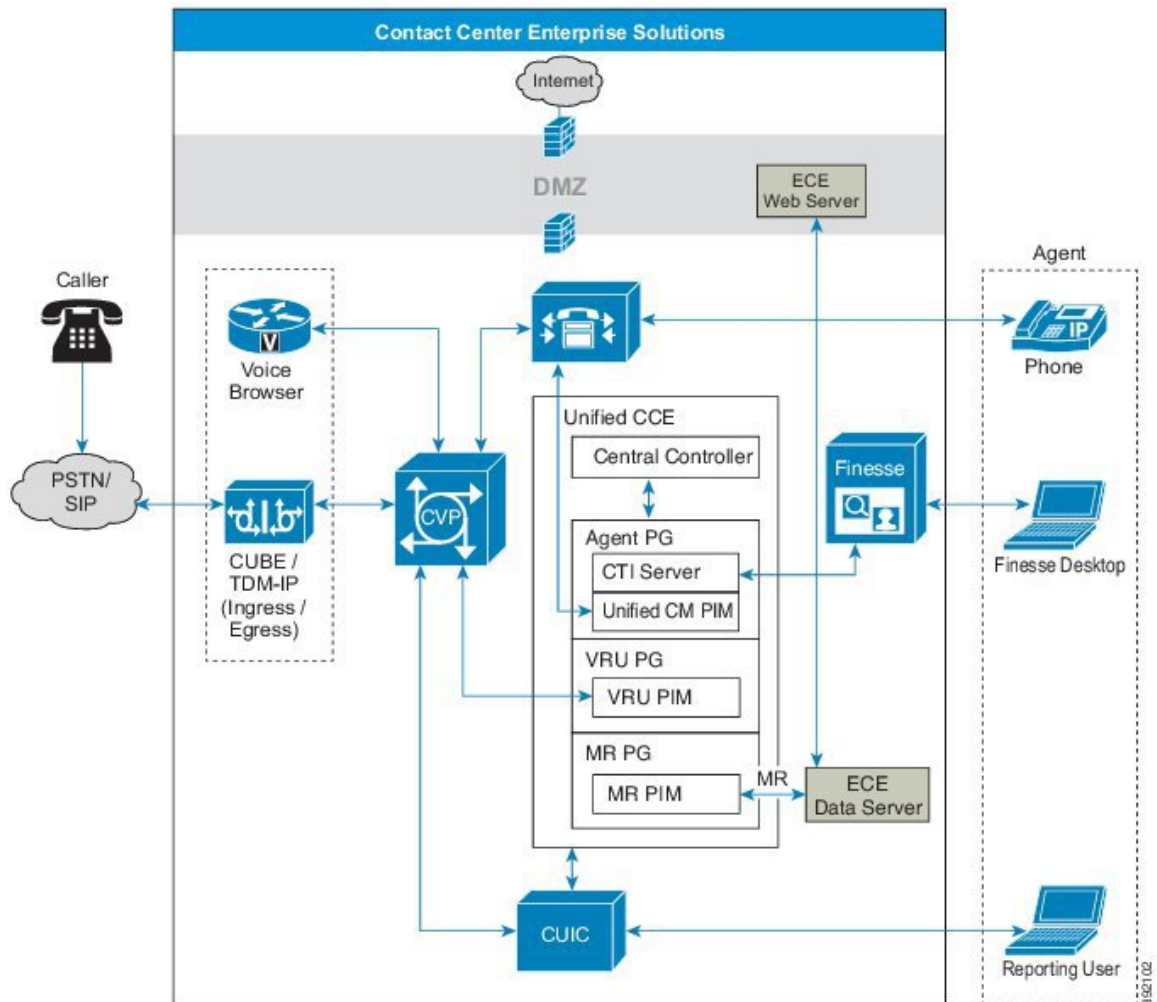 Contact Center Enterprise Solutions
Internet
DMZ
ECE
Web Server
Caller
Agent
V
Voice
Browser
IP
Phone
Unified CCE
Central Controller
PSTN/
SIP
CVP
Finesse
Agent PG
CTI Server
Unified CM PIM
CUBE /
TDM-IP
(Ingress /
Egress)
Finesse Desktop
VRU PG
VRU PIM
MR PG
MR PIM
MR
ECE
Data Server
CUIC
Reporting User